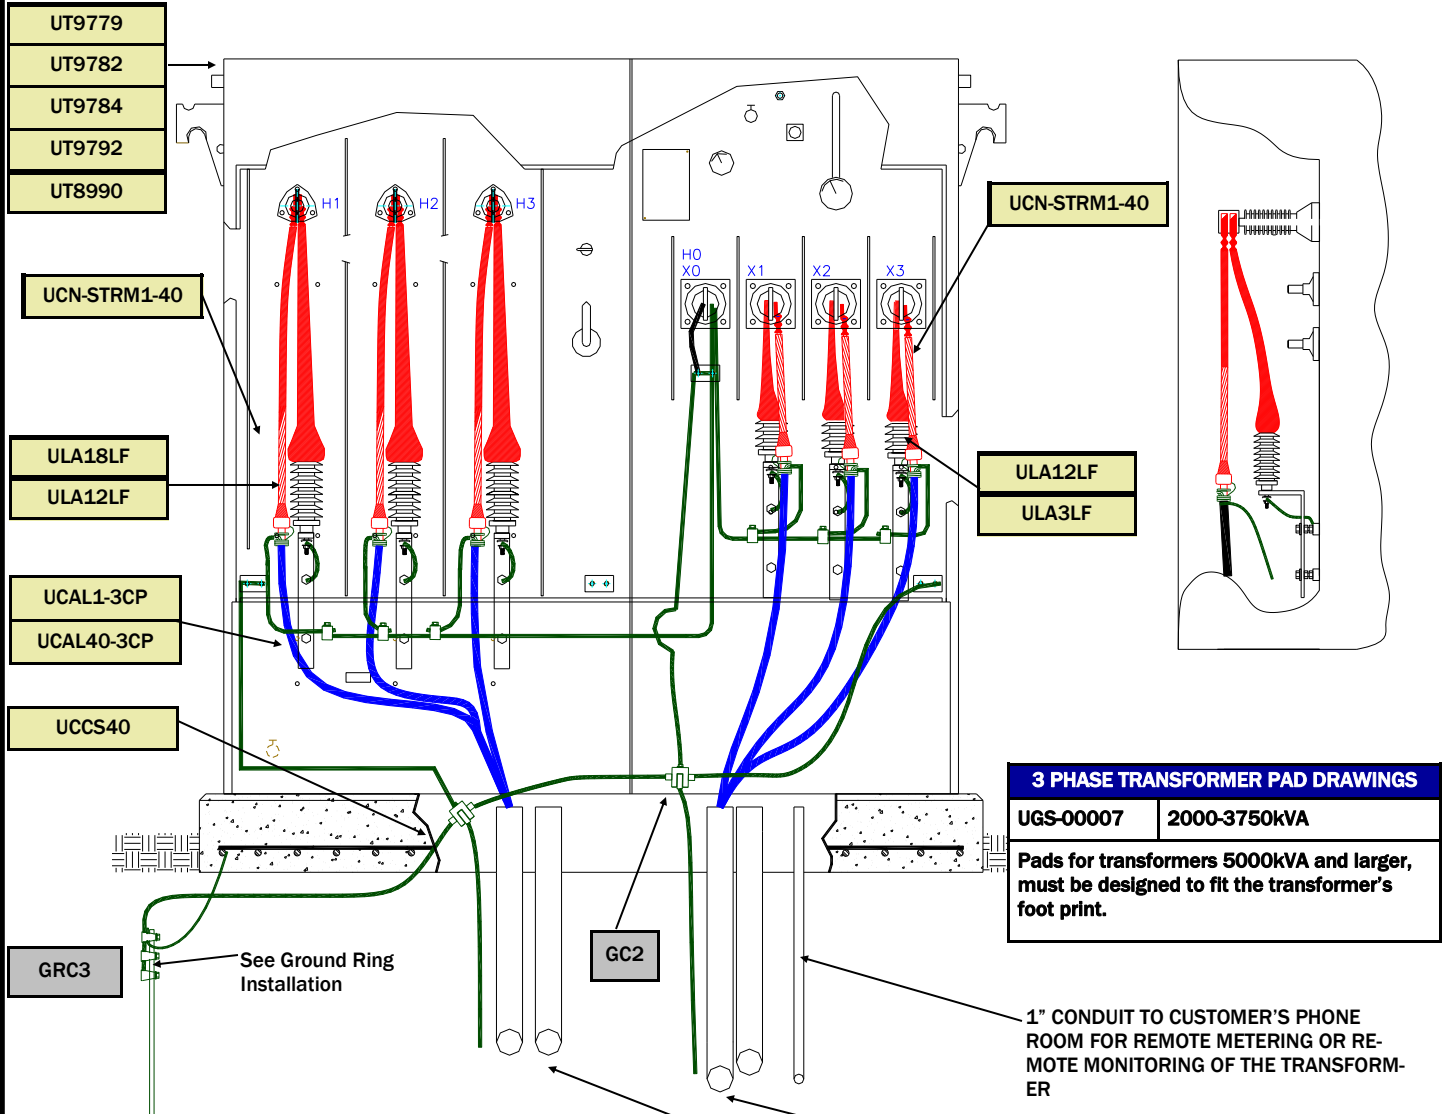 UT9779
UT9782
UT9784
UT9792
UT8990
H1
H2
H3
UCN-STRM1-40
UCN-STRM1-40
H0
X0
X1
X2
X3
ULA18LF
ULA12LF
ULA12LF
ULA3LF
UCAL1-3CP
UCAL40-3CP
UCCS40
3 PHASE TRANSFORMER PAD DRAWINGS
UGS-00007
2000-3750kVA
Pads for transformers 5000kVA and larger,
must be designed to fit the transformer's
foot print.
GRC3
See Ground Ring
Installation
GC2
1” CONDUIT TO CUSTOMER’S PHONE
ROOM FOR REMOTE METERING OR RE-
MOTE MONITORING OF THE TRANSFORM-
ER